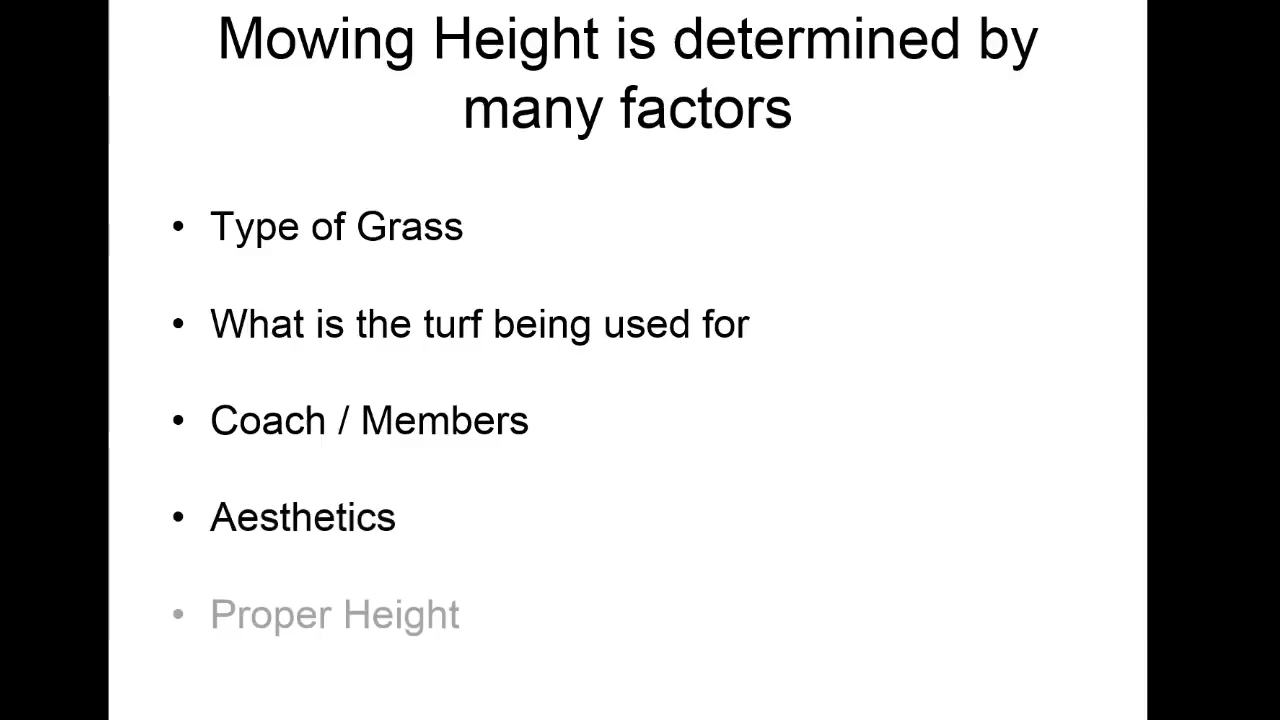 Mowing Height is determined by
many factors
• Type of Grass
• What is the turf being used for
• Coach / Members
• Aesthetics
• Proper Height